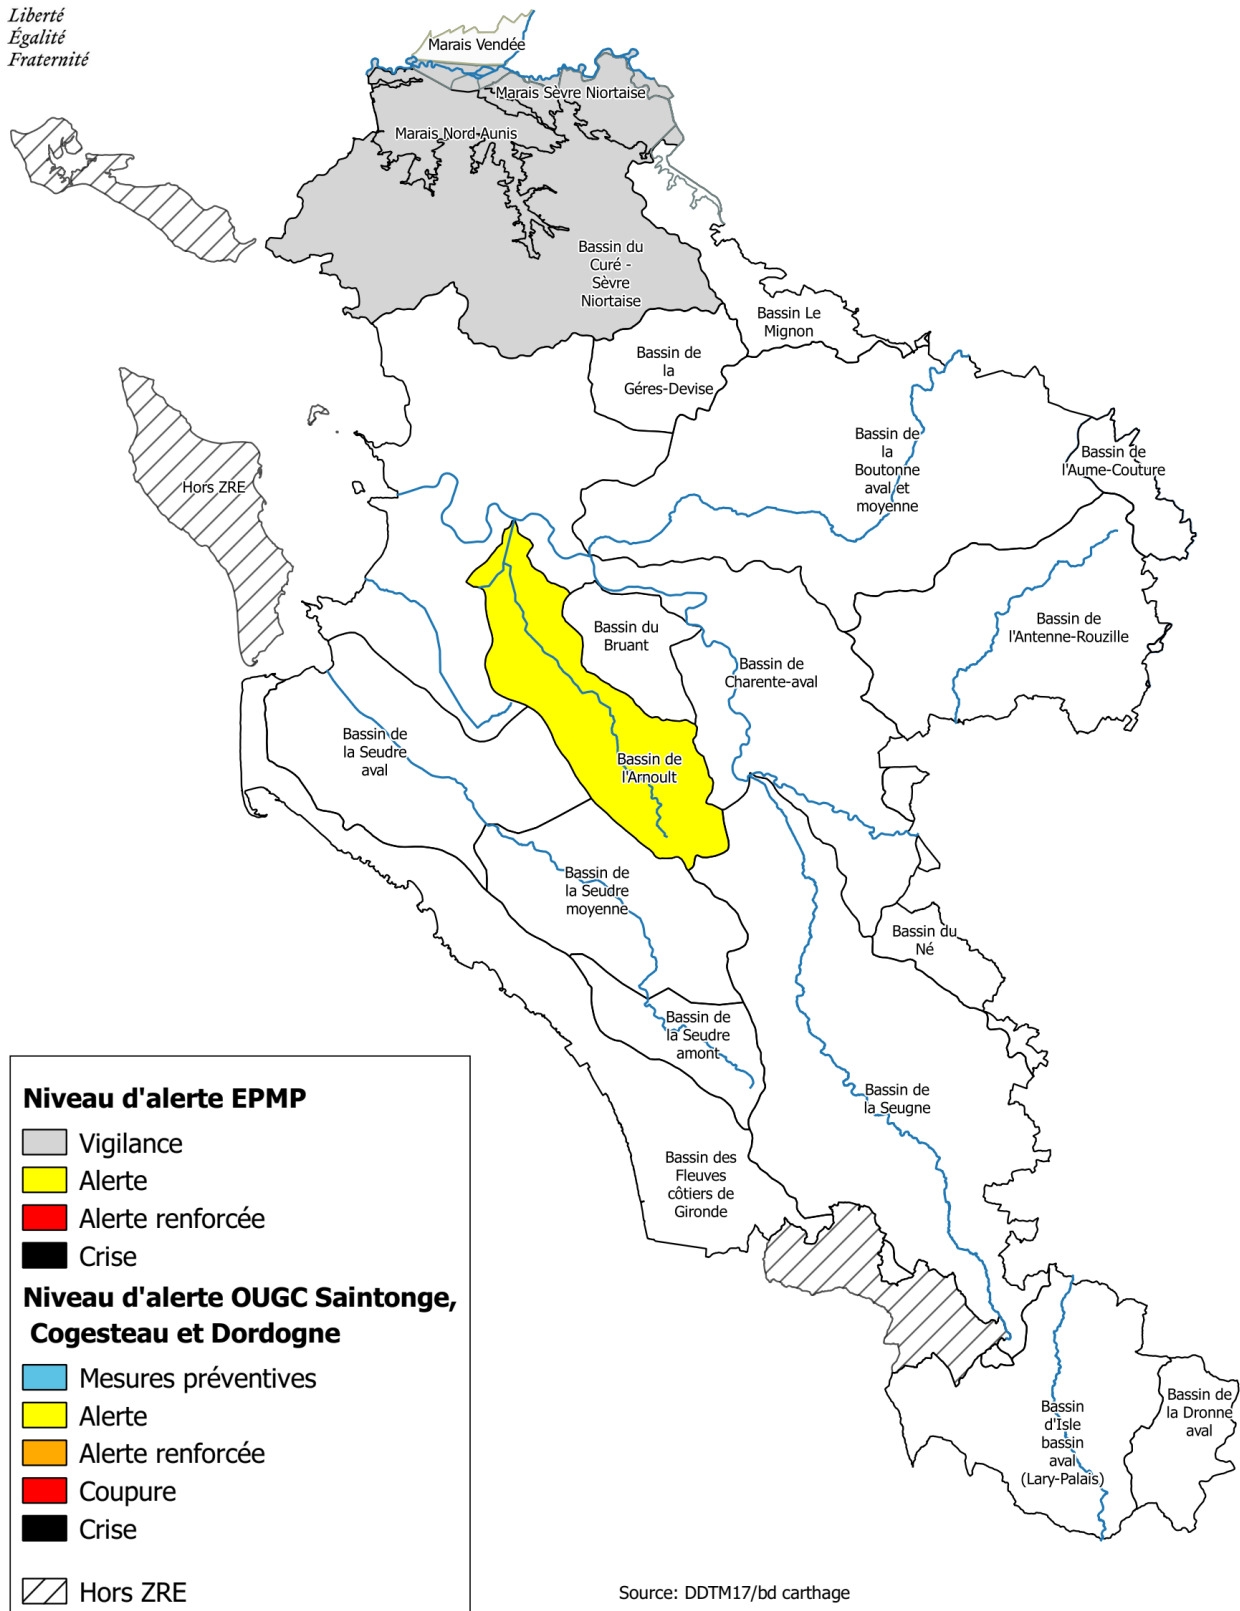 Liberté
Égalité
Fraternité
Marais Vendée
Marais Sèvre Niortaise
Marais Nord Aunis
Bassin du
Curé -
Sèvre
Niortaise
Bassin Le
Mignon
Bassin de
la
Géres-Devise
Bassin de
la
Boutonne
aval et
moyenne
Bassin de
l'Aume-Couture
Hors ZRE
Bassin du
Bruant
Bassin de
l'Antenne-Rouzille
Bassin de
Charente-aval
Bassin de
la Seudre
aval
Bassin de
l'Arnoult
Bassin de
la Seudre
moyenne
Bassin du
Né
Bassin de
la Seudre
amont
Bassin de
la Seugne
Bassin des
Fleuves
côtiers de
Gironde
Bassin
d'Isle
bassin
aval
(Lary-Palais)
Bassin de
la Dronne
aval
Niveau d'alerte EPMP
Vigilance
Alerte
Alerte renforcée
Crise
Niveau d'alerte OUGC Saintonge,
Cogesteau et Dordogne
Mesures préventives
Alerte
Alerte renforcée
Coupure
Crise
Hors ZRE
Source: DDTM17/bd carthage